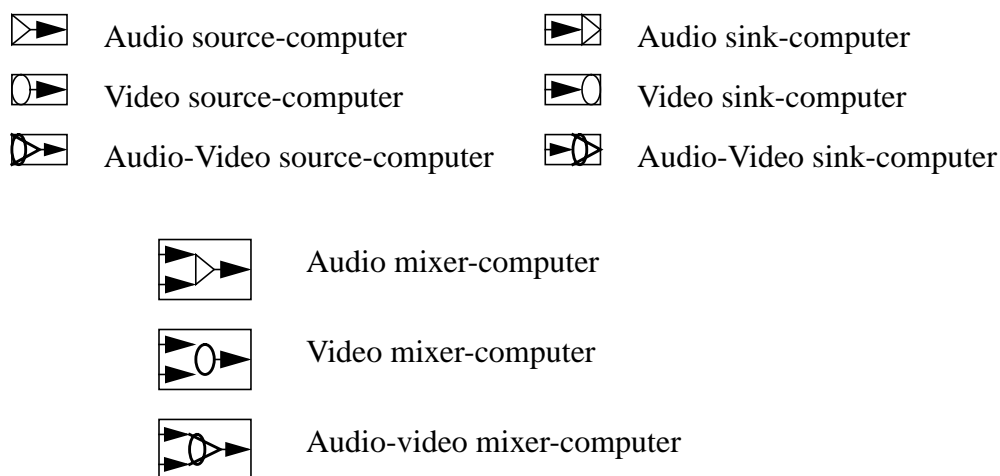 Audio source-computer
Audio sink-computer
Video source-computer
Video sink-computer
Audio-Video source-computer
Audio-Video sink-computer
Audio mixer-computer
Video mixer-computer
Audio-video mixer-computer